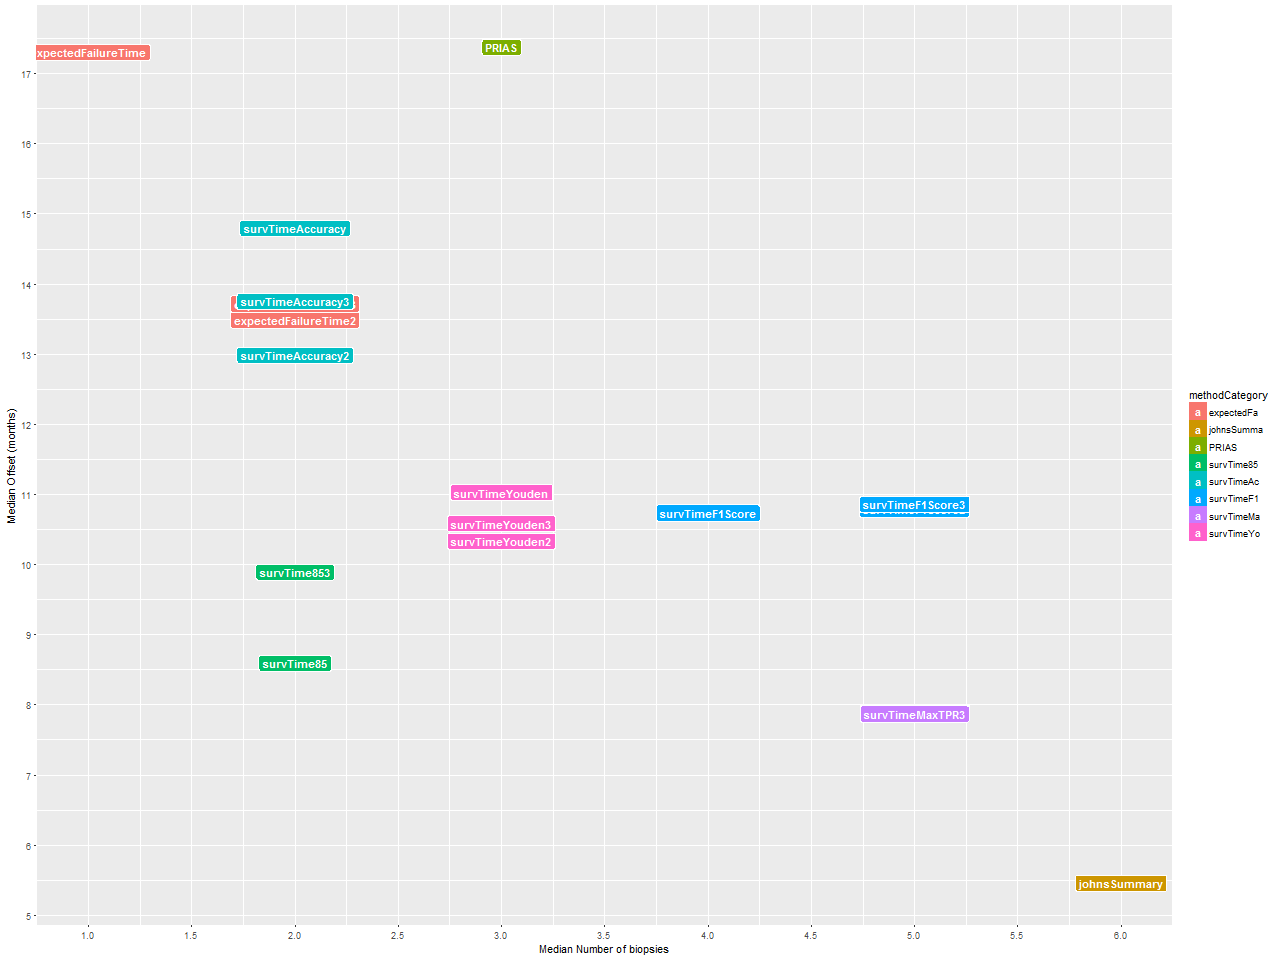 xpectedFailureTime
PRIAS
17
16
15
survTimeAccuracy
14
survTimeAccuracy3
expectedFailureTime2
13
survTimeAccuracy2
12
11
survTimeYouden
survTimeF1Score3
survTimeF1Score
survTimeYouden3
survTimeYouden2
10
survTime853
9
survTime85
8
survTimeMaxTPR3
7
6
johnsSummary
5
1.0 1.5 2.0 2.5 3.0 3.5 4.0 4.5 5.0 5.5 6.0
Median Number of biopsies
Median Offset (months)
methodCategory
a expectedFa
a johnsSumma
a PRIAS
a survTime85
a survTimeAc
a survTimeF1
a survTimeMa
a survTimeYo